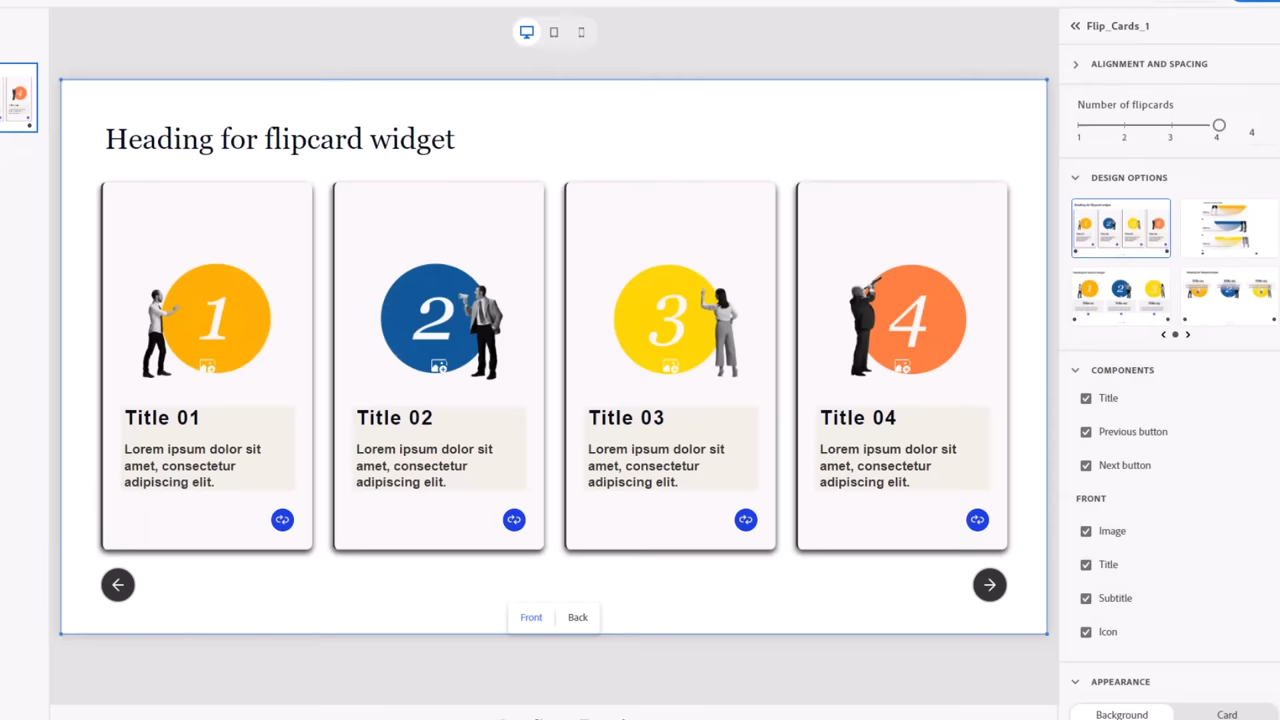 Flip_Cards_1
ALIGNMENT AND SPACING
Number of flipcards
1 2 3 4
4
DESIGN OPTIONS
COMPONENTS
Title
Previous button
Next button
FRONT
Image
Title
Subtitle
Icon
APPEARANCE
Background Card
Heading for flipcard widget
1
Title 01
Lorem ipsum dolor sit
amet, consectetur
adipiscing elit.
2
Title 02
Lorem ipsum dolor sit
amet, consectetur
adipiscing elit.
3
Title 03
Lorem ipsum dolor sit
amet, consectetur
adipiscing elit.
4
Title 04
Lorem ipsum dolor sit
amet, consectetur
adipiscing elit.
Front Back